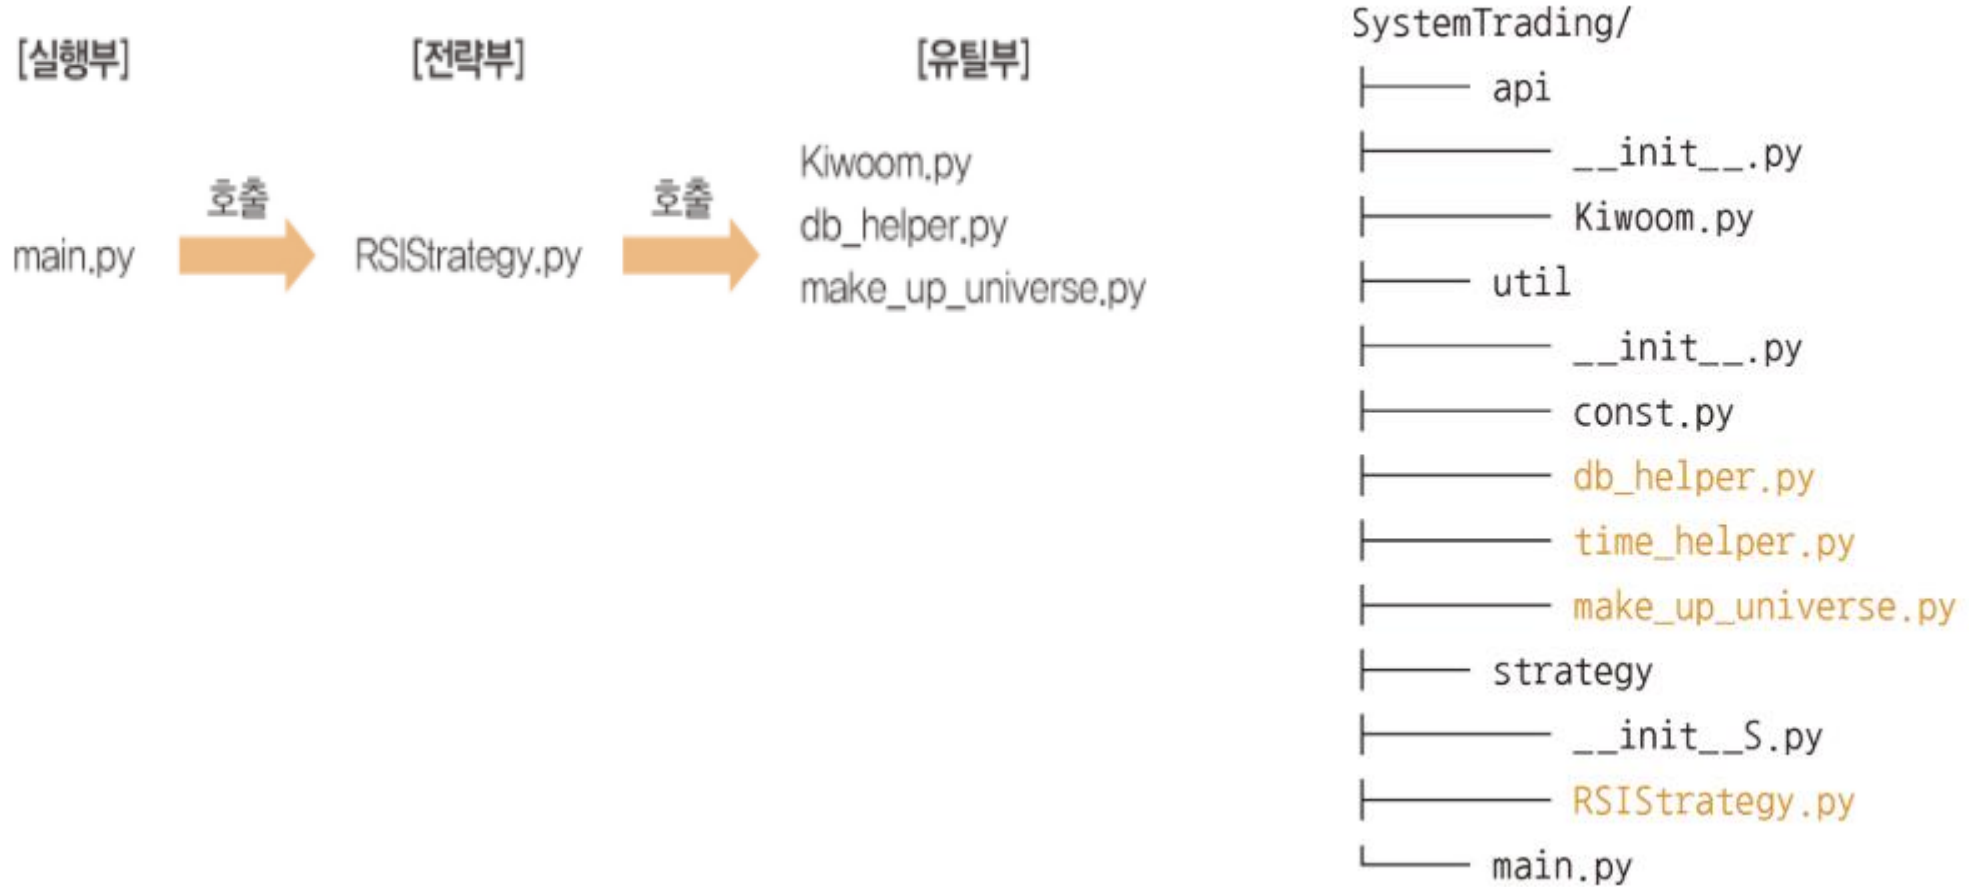 [실행부]
[전략부]
[유틸부]
main.py
호출
RSIStrategy.py
호출
Kiwoom.py
db_helper.py
make_up_universe.py
SystemTrading/
api
__init__.py
Kiwoom.py
util
__init__.py
const.py
db_helper.py
time_helper.py
make_up_universe.py
strategy
__init__S.py
RSIStrategy.py
main.py